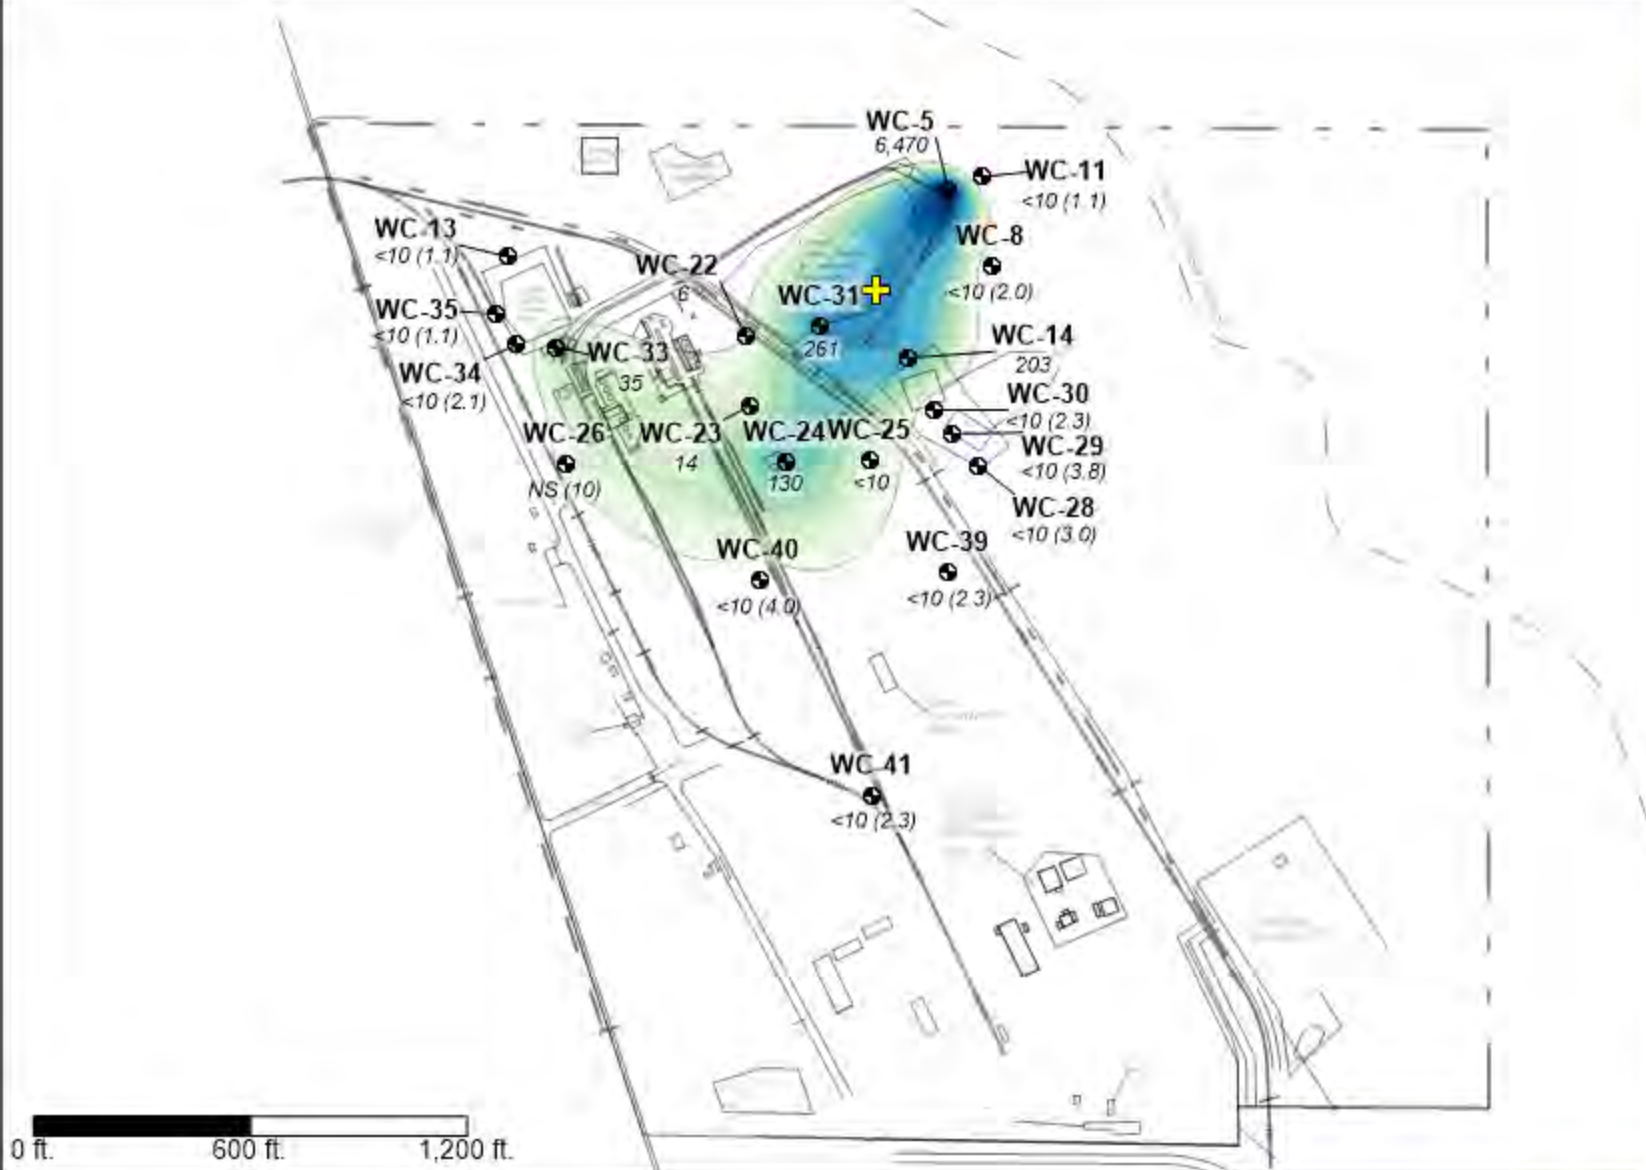 WC-5
6,470
WC-11
<10 (1.1)
WC-13
<10 (1.1)
WC-8
<10 (2.0)
WC-22
6
WC-31
261
WC-35
<10 (1.1)
WC-14
203
WC-33
35
WC-34
<10 (2.1)
WC-30
<10 (2.3)
WC-26
NS (10)
WC-23
14
WC-24
130
WC-25
<10
WC-29
<10 (3.8)
WC-28
<10 (3.0)
WC-40
<10 (4.0)
WC-39
<10 (2.3)
WC-41
<10 (2.3)
0 ft.
600 ft.
1,200 ft.